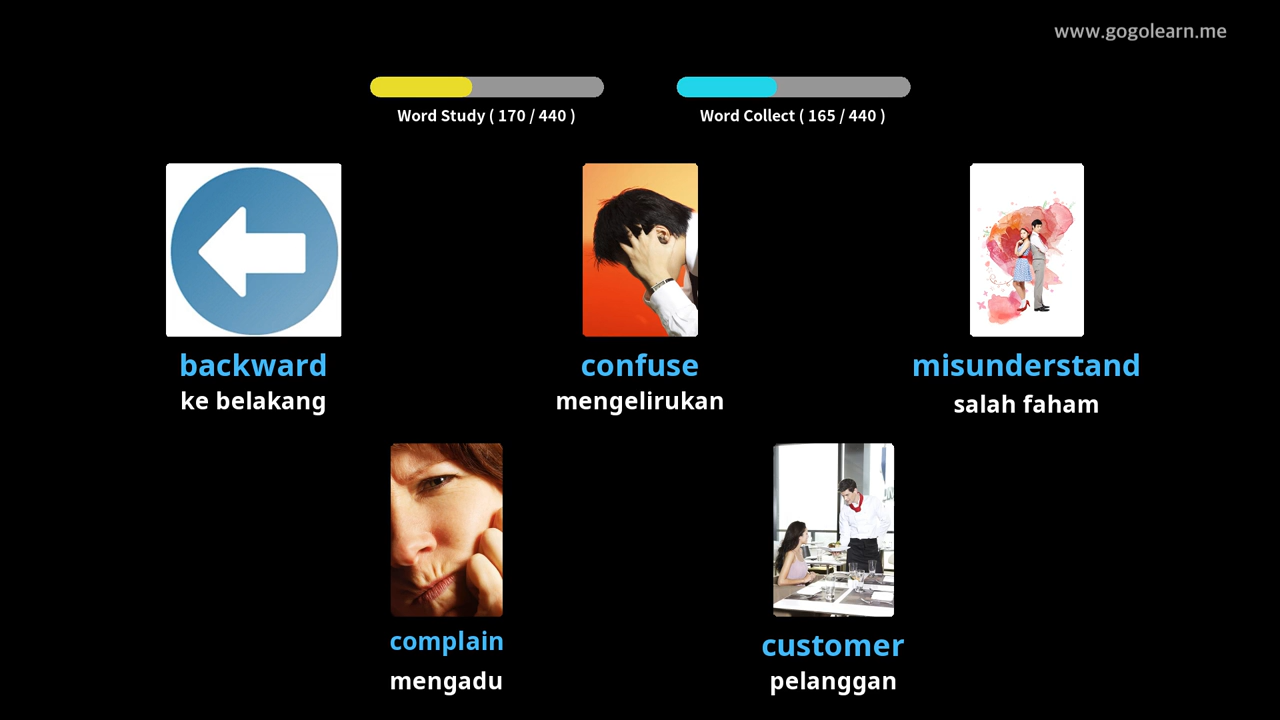 www.gogolearn.me
Word Study ( 170 / 440 )
Word Collect ( 165 / 440 )
backward
ke belakang
confuse
mengelirukan
misunderstand
salah faham
complain
mengadu
customer
pelanggan